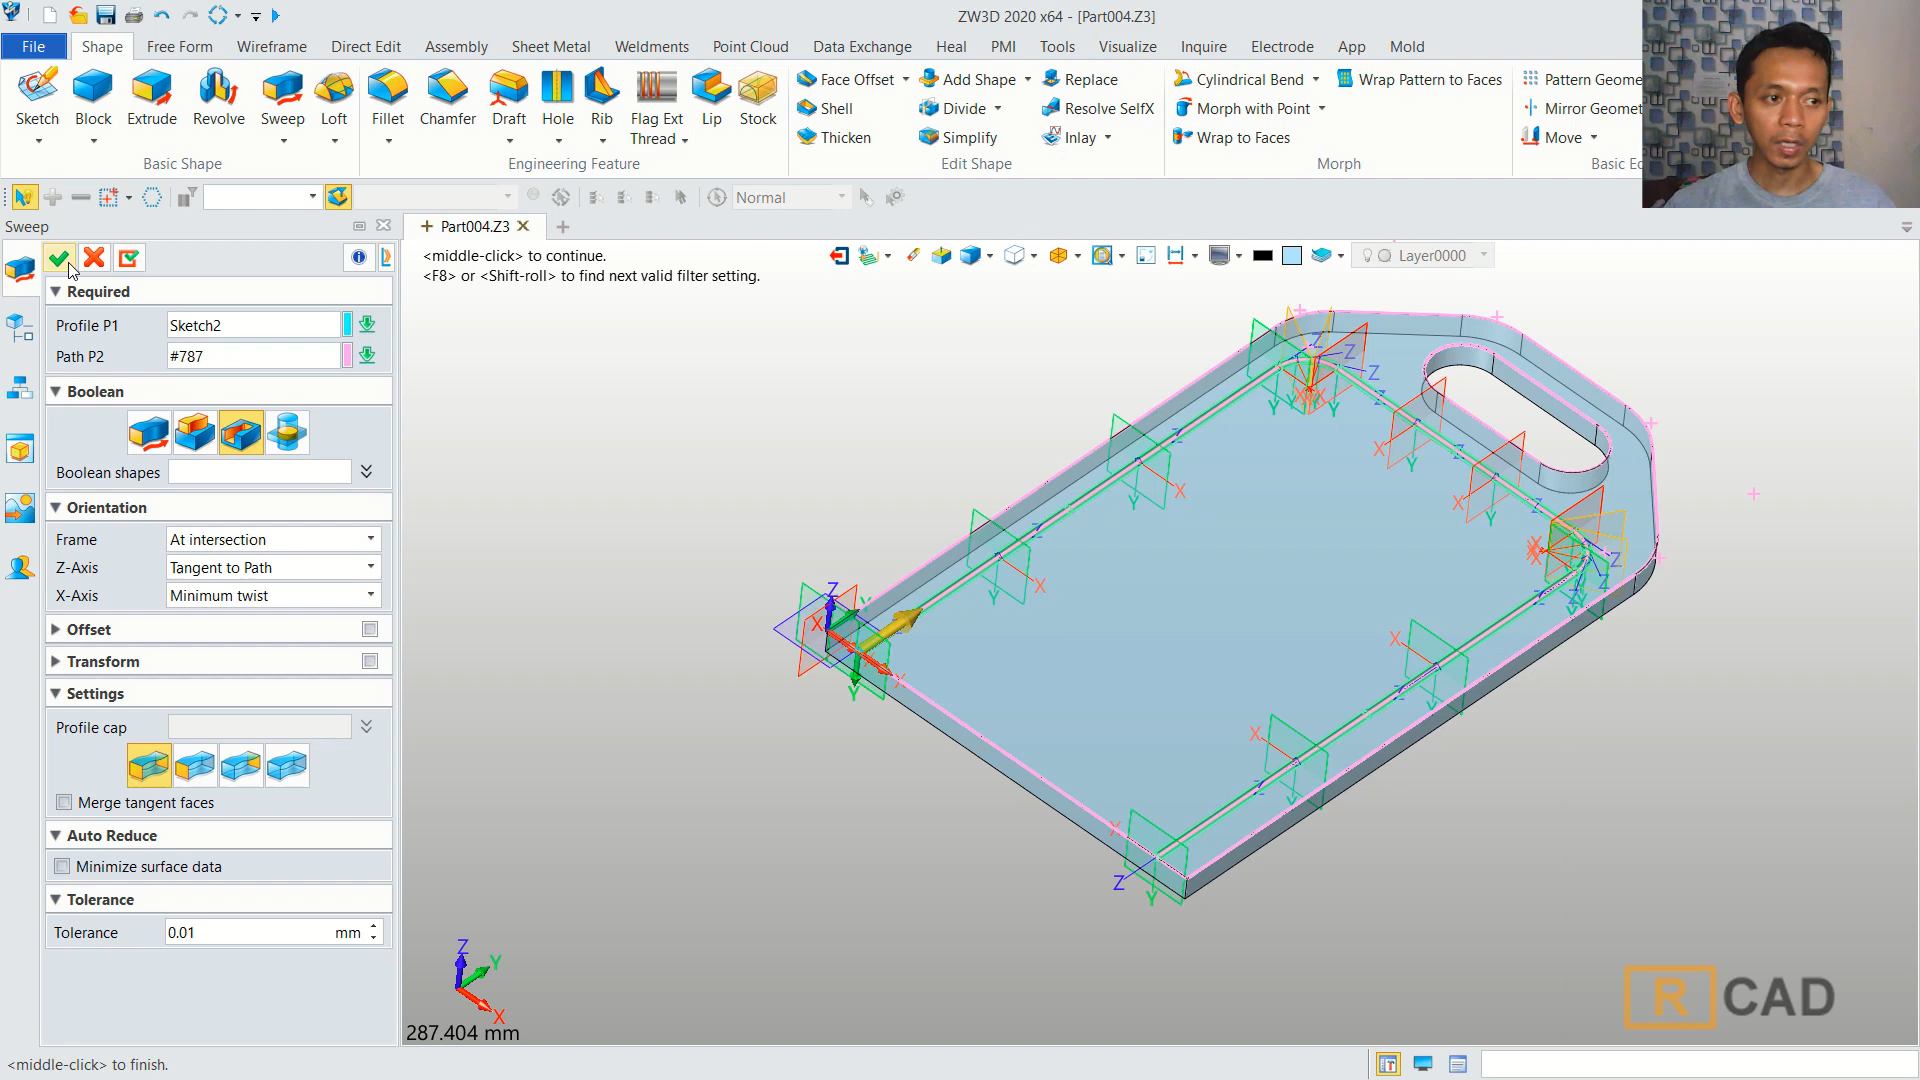 ZW3D 2020 x64 - [Part004.Z3]
File Shape Free Form Wireframe Direct Edit Assembly Sheet Metal Weldments Point Cloud Data Exchange Heal PMI Tools Visualize Inquire Electrode App Mold
Sketch Block Extrude Revolve Sweep Loft Fillet Chamfer Draft Hole Rib Flag Ext Thread Lip Stock
Face Offset Add Shape Replace Cylindrical Bend Wrap Pattern to Faces Pattern Geome
Shell Divide Resolve SelfX Morph with Point Mirror Geomet
Thicken Simplify Inlay Wrap to Faces Move
Basic Shape Engineering Feature Edit Shape Morph Basic Ec
Normal
Sweep
Part004.Z3
<middle-click> to continue.
<F8> or <Shift-roll> to find next valid filter setting.
Layer0000
Required
Profile P1 Sketch2
Path P2 #787
Boolean
Boolean shapes
Orientation
Frame At intersection
Z-Axis Tangent to Path
X-Axis Minimum twist
Offset
Transform
Settings
Profile cap
Merge tangent faces
Auto Reduce
Minimize surface data
Tolerance
Tolerance 0.01 mm
Z
Y
X
287.404 mm
R CAD
<middle-click> to finish.